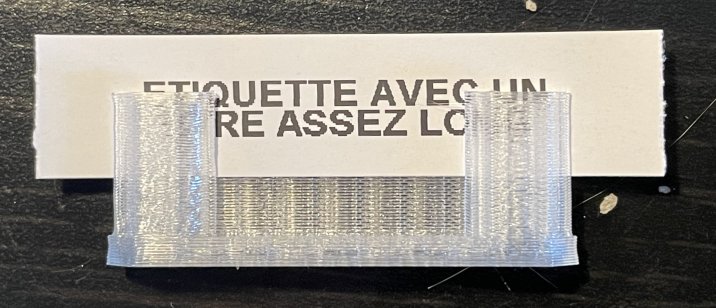 ETIQUETTE AVEC UN
RE ASSEZ LO